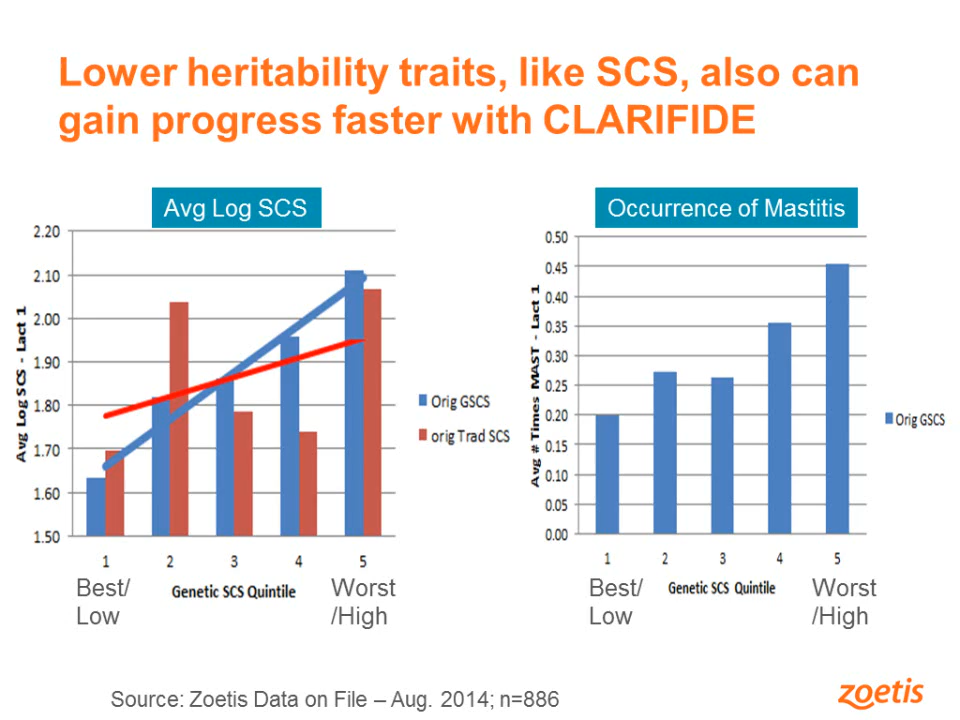 Lower heritability traits, like SCS, also can
gain progress faster with CLARIFIDE
Avg Log SCS
2.20
2.10
2.00
1.90
1.80
1.70
1.60
1.50
Avg Log SCS - Lact 1
1 2 3 4 5
Best/
Low
Genetic SCS Quintile
Worst
/High
Orig GSCS
orig Trad SCS
Occurrence of Mastitis
0.50
0.45
0.40
0.35
0.30
0.25
0.20
0.15
0.10
0.05
0.00
Avg # Times MAST - Lact 1
1 2 3 4 5
Best/
Low
Genetic SCS Quintile
Worst
/High
Orig GSCS
Source: Zoetis Data on File – Aug. 2014; n=886
zoetis